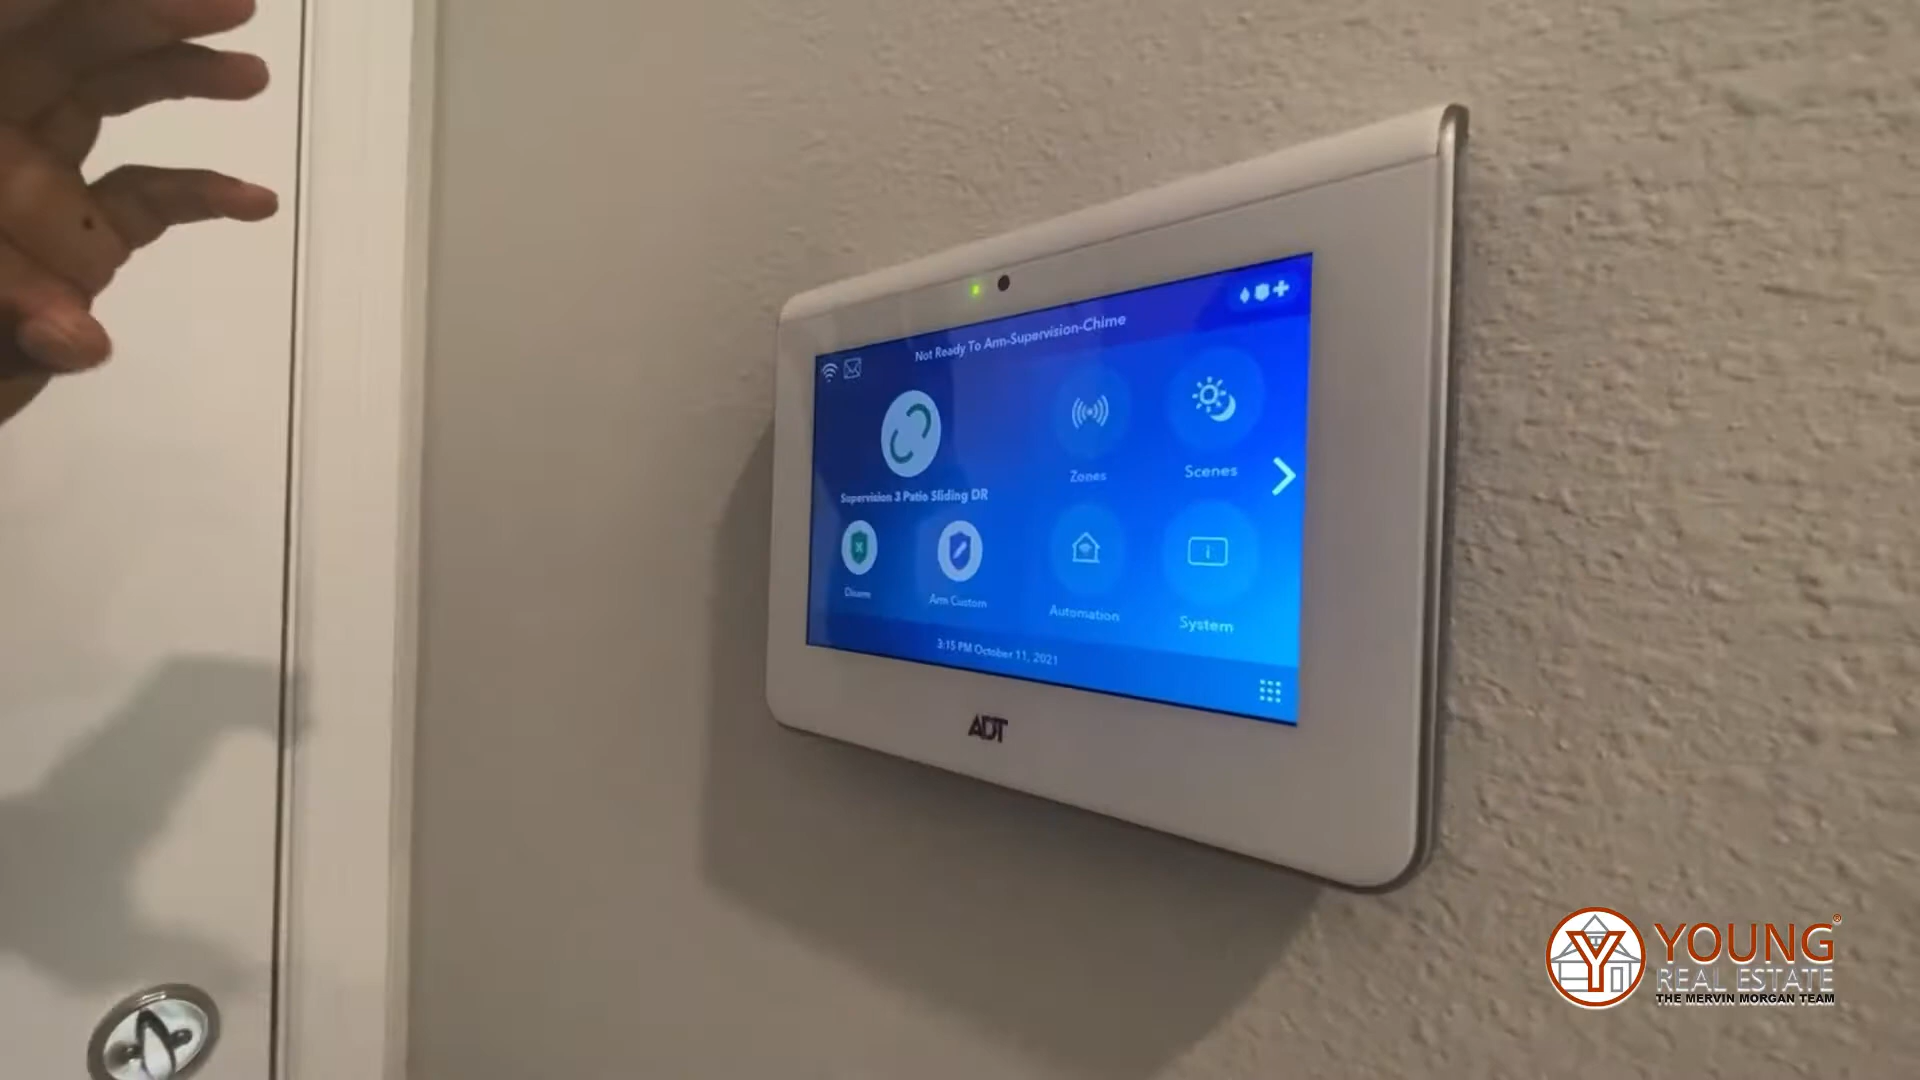 Not Ready To Arm-Supervision-Chime
Supervision 3 Patio Sliding DR
Zones
Scenes
Disarm
Arm Custom
Automation
System
3:15 PM October 11, 2021
ADT
YOUNG®
REAL ESTATE
THE MERVIN MORGAN TEAM